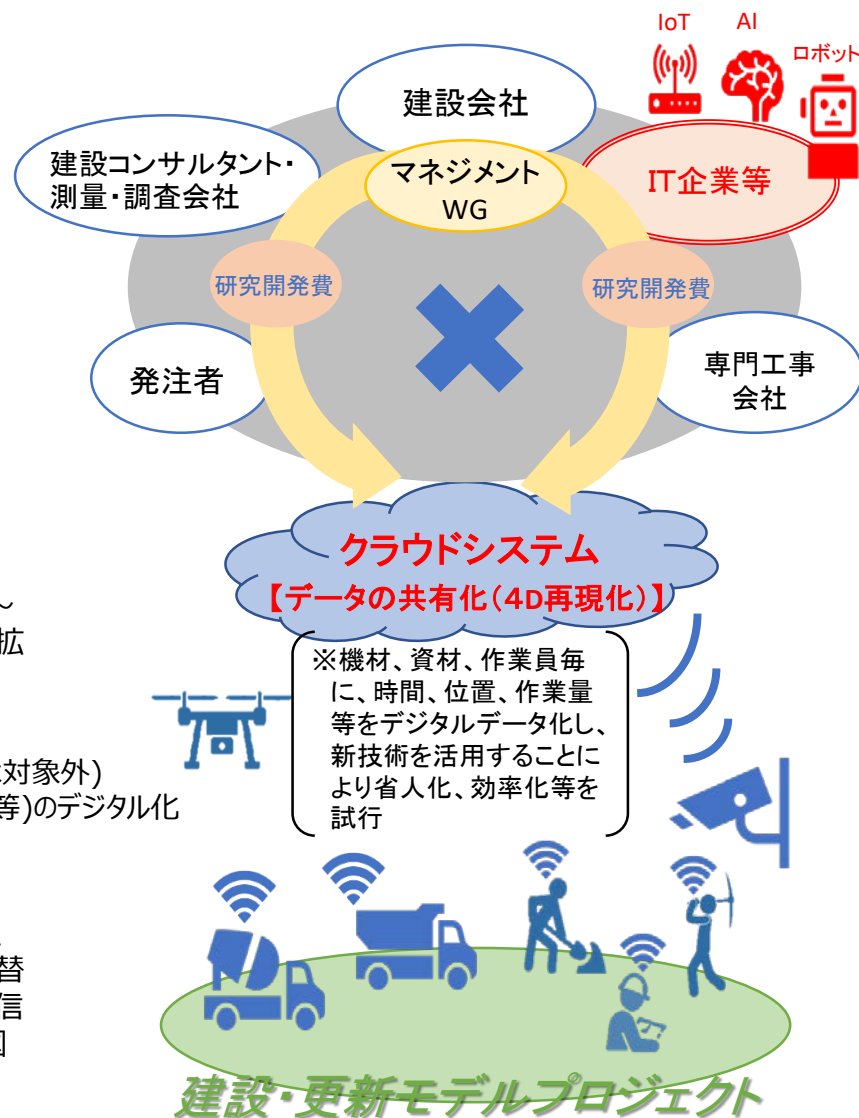 IoT
AI
ロボット
建設会社
建設コンサルタント・
測量・調査会社
マネジメント
WG
IT企業等
研究開発費
研究開発費
発注者
専門工事
会社
クラウドシステム
【データの共有化（４D再現化）】
～
拡
※機材、資材、作業員毎
に、時間、位置、作業量
等をデジタルデータ化し、
新技術を活用することに
より省人化、効率化等を
試行
対象外)
等)のデジタル化
替
信
建設・更新モデルプロジェクト